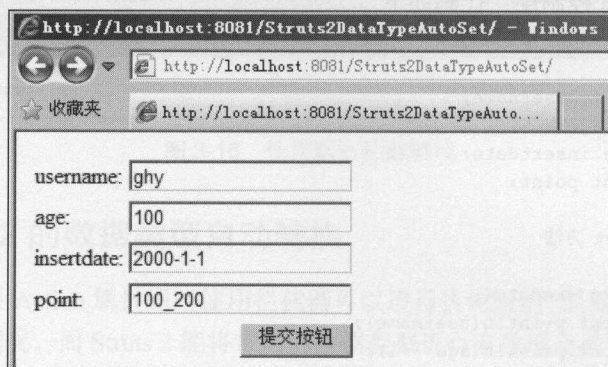 http://localhost:8081/Struts2DataTypeAutoSet/ - Windows
http://localhost:8081/Struts2DataTypeAutoSet/
收藏夹
http://localhost:8081/Struts2DataTypeAuto...
username: ghy
age: 100
insertdate: 2000-1-1
point: 100_200
提交按钮